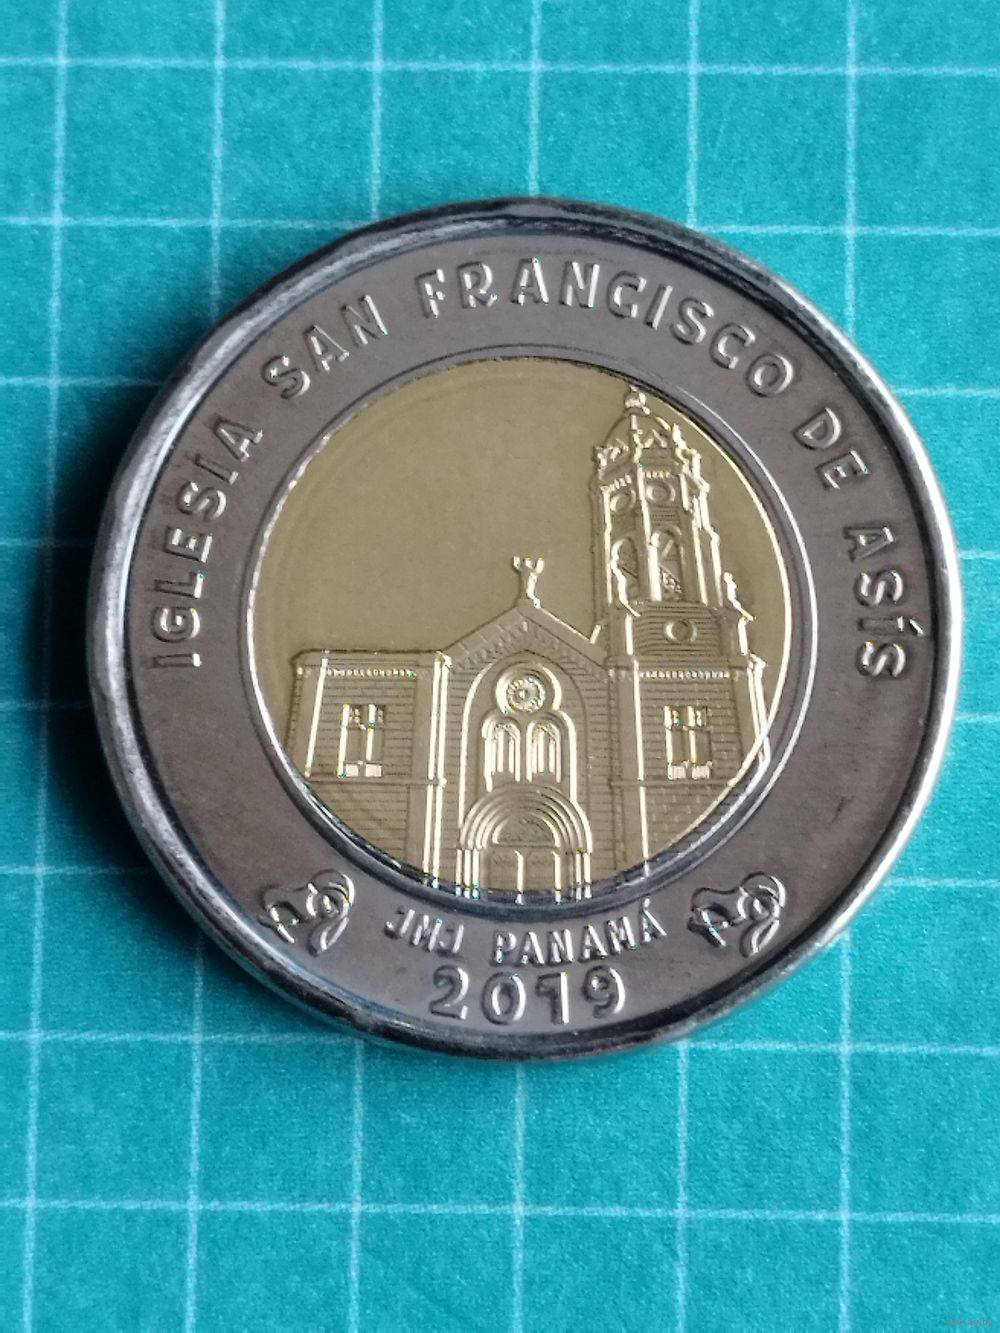 IGLESIA SAN FRANCISCO DE ASÍS
JMJ PANAMÁ
2019